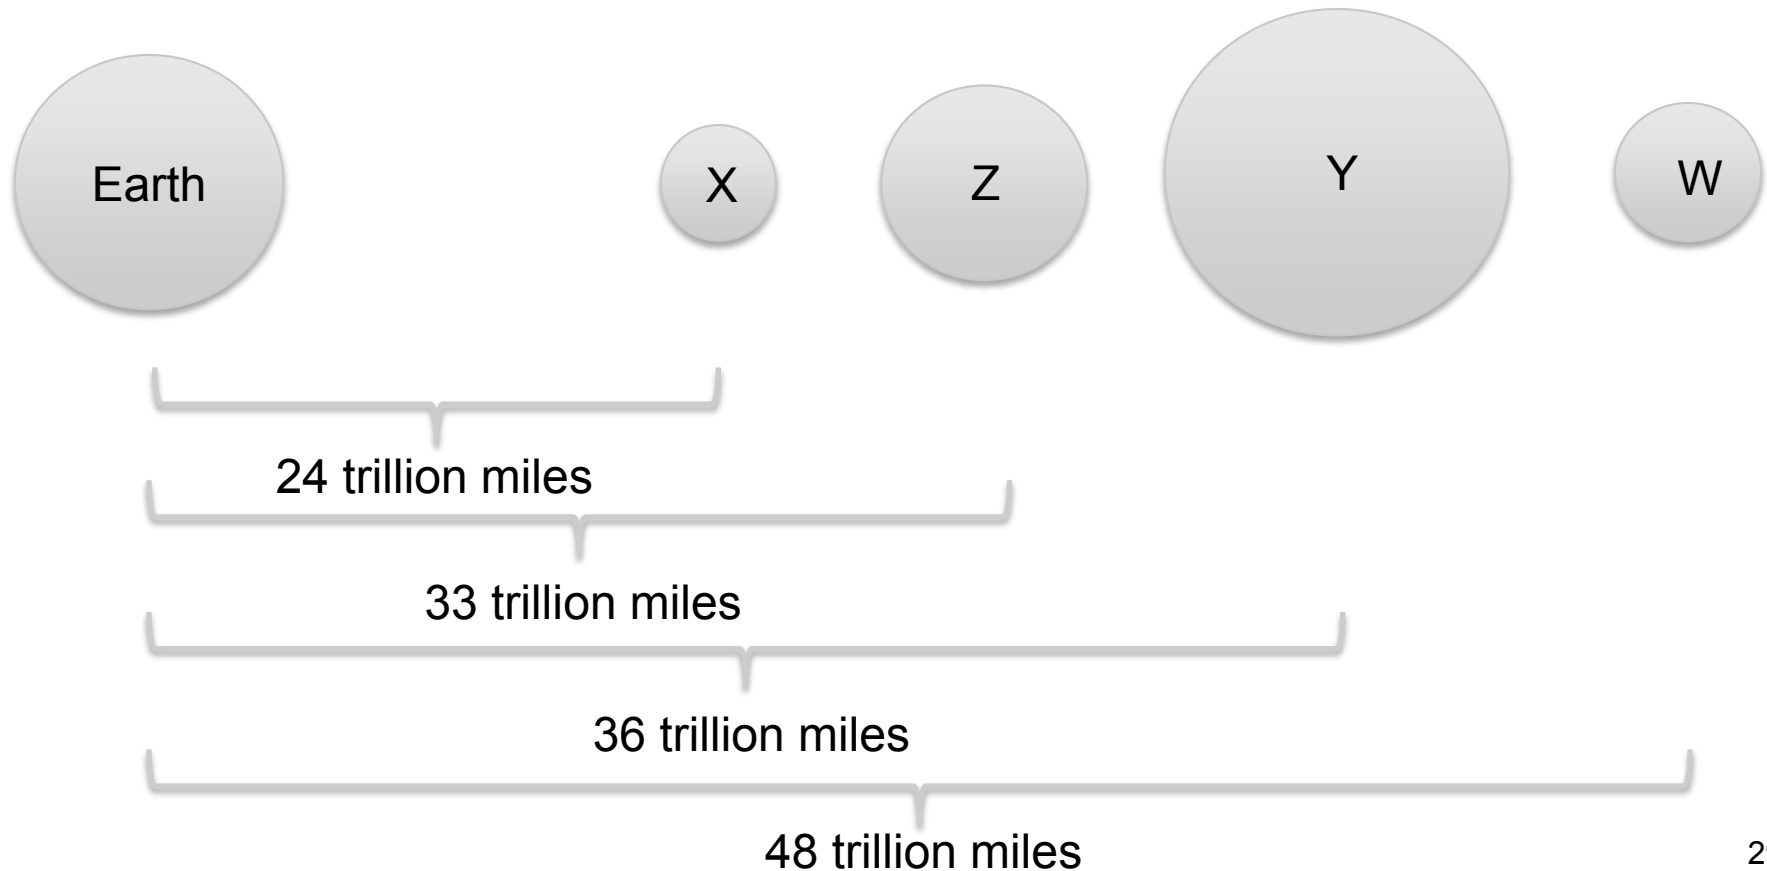 Earth X Z Y W
24 trillion miles
33 trillion miles
36 trillion miles
48 trillion miles